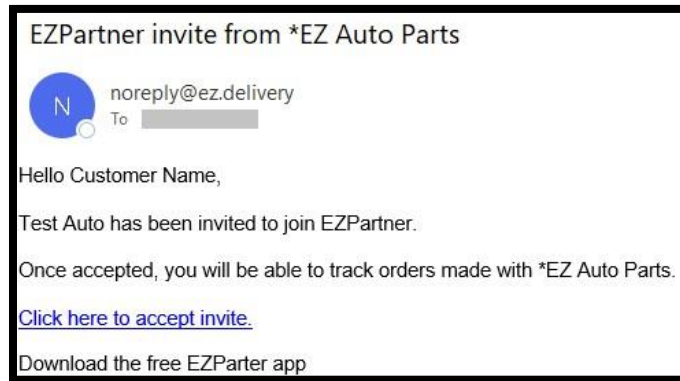 EZPartner invite from *EZ Auto Parts
N
noreply@ez.delivery
To
Hello Customer Name,
Test Auto has been invited to join EZPartner.
Once accepted, you will be able to track orders made with *EZ Auto Parts.
Click here to accept invite.
Download the free EZParter app